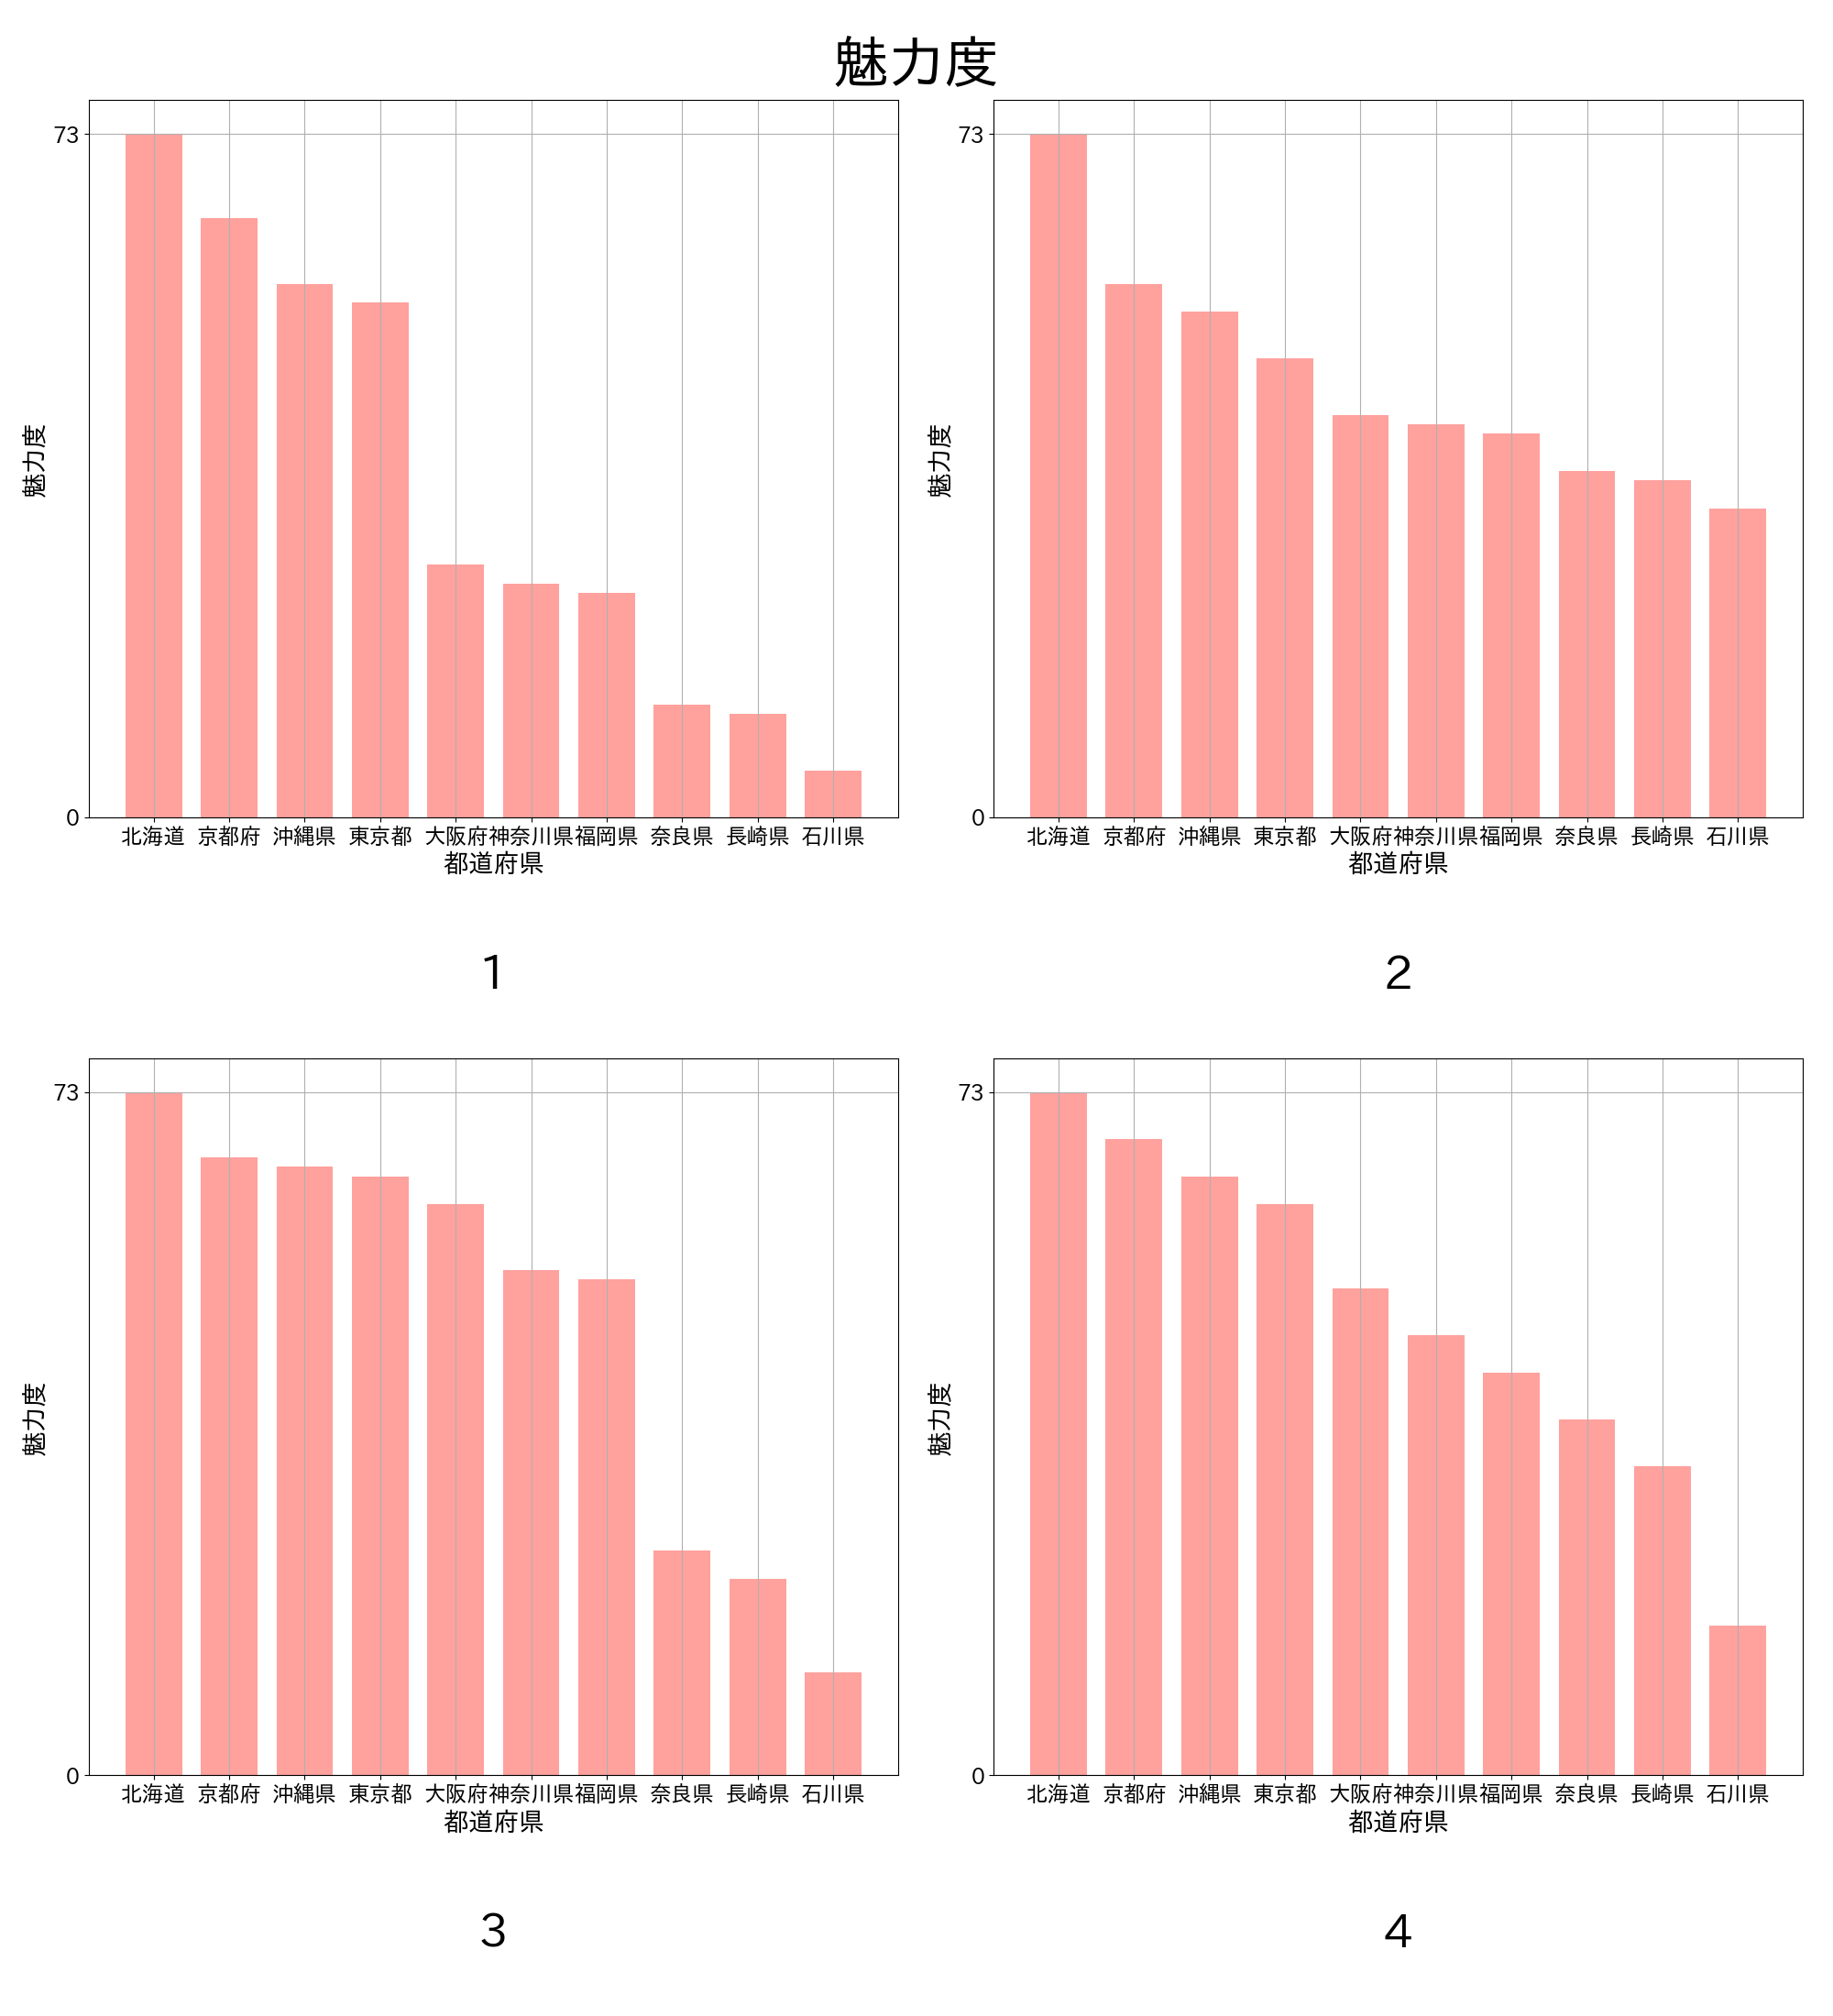 魅力度
73
73
魅力度
魅力度
0
0
北海道 京都府 沖縄県 東京都 大阪府 神奈川県 福岡県 奈良県 長崎県 石川県
北海道 京都府 沖縄県 東京都 大阪府 神奈川県 福岡県 奈良県 長崎県 石川県
都道府県
都道府県
1
2
73
73
魅力度
魅力度
0
0
北海道 京都府 沖縄県 東京都 大阪府 神奈川県 福岡県 奈良県 長崎県 石川県
北海道 京都府 沖縄県 東京都 大阪府 神奈川県 福岡県 奈良県 長崎県 石川県
都道府県
都道府県
3
4